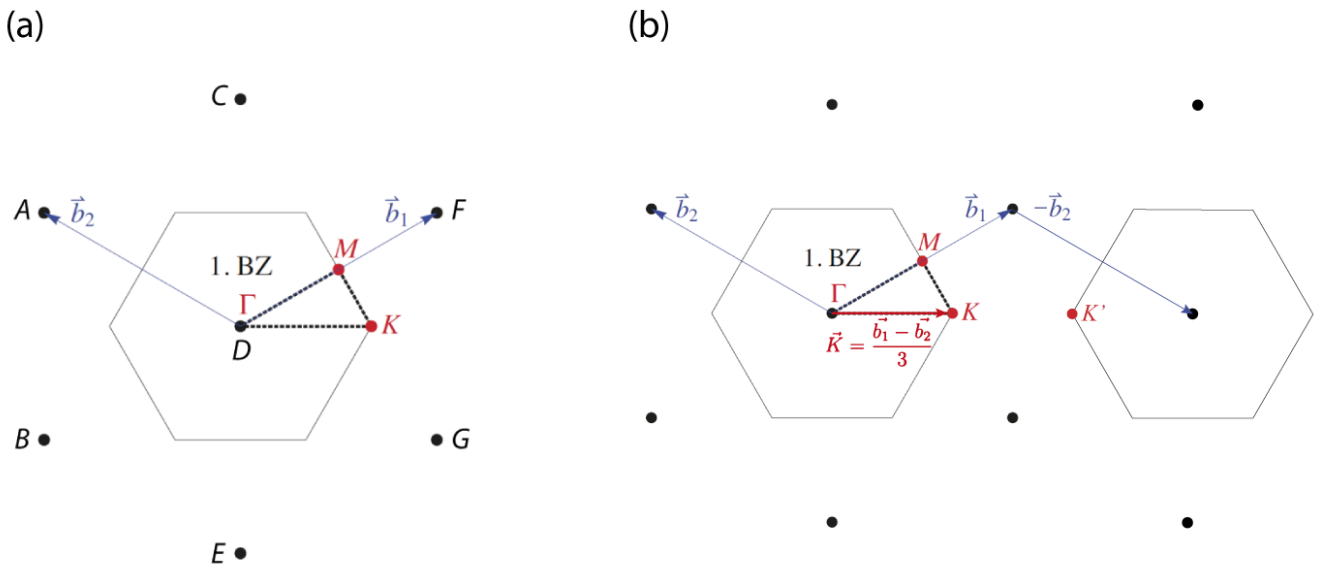 (a)
(b)
C
A
b⃗₂
b⃗₁
F
M
1. BZ
Γ
K
D
B
G
E
b⃗₂
b⃗₁
−b⃗₂
M
1. BZ
Γ
K
K'
K⃗ = (b⃗₁ − b⃗₂)/3